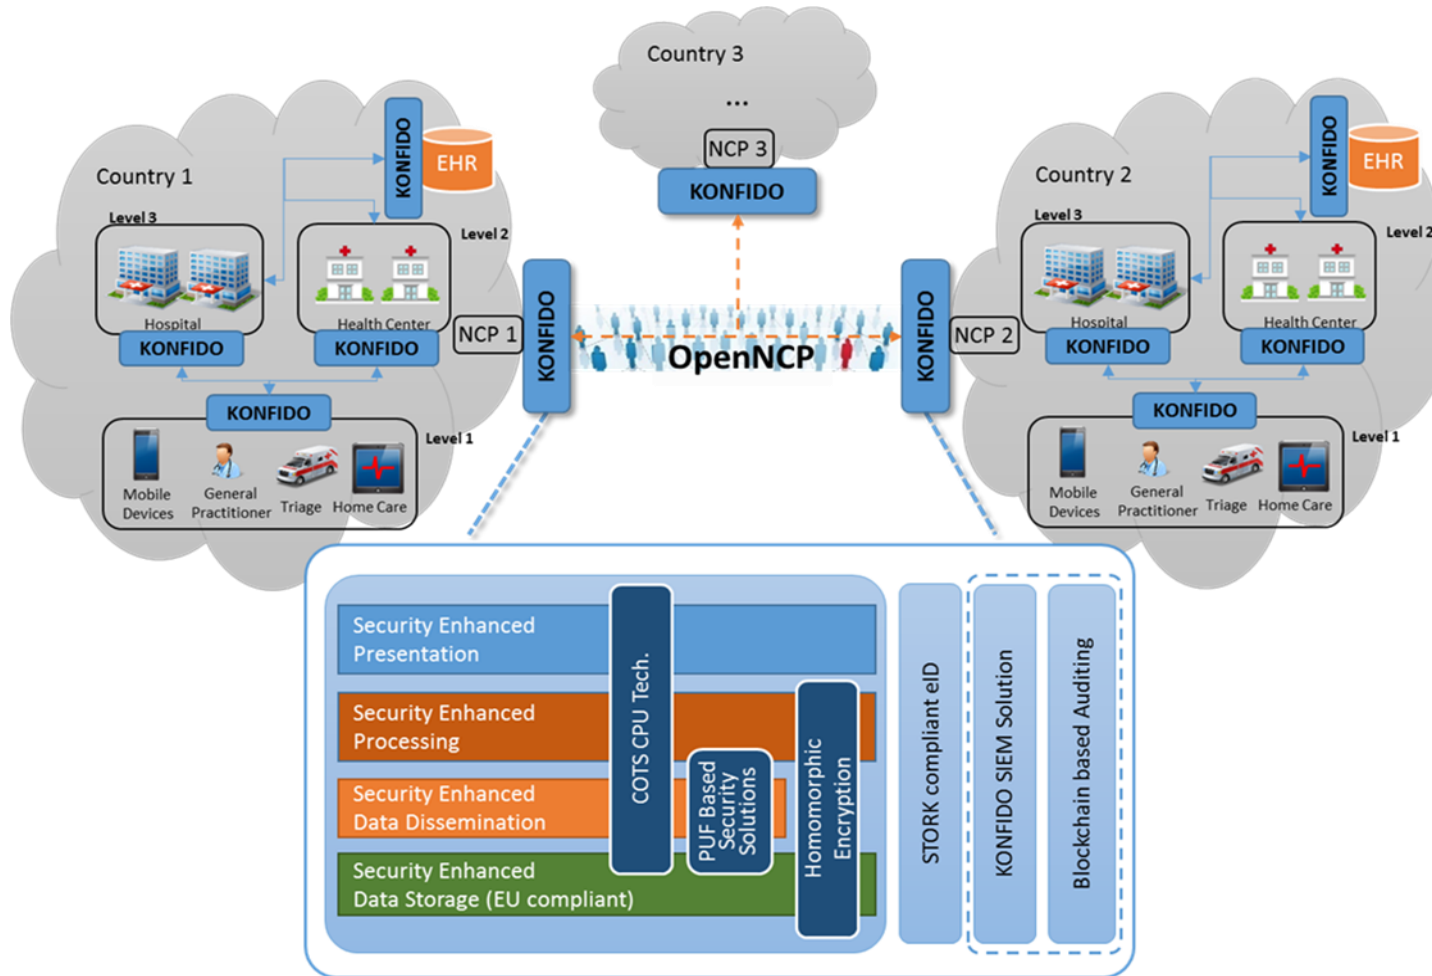 Country 3
...
NCP 3
KONFIDO
Country 1
KONFIDO
EHR
Level 3
Level 2
Hospital
Health Center
KONFIDO
KONFIDO
NCP 1
KONFIDO
KONFIDO
Level 1
Mobile
Devices
General
Practitioner
Triage
Home Care
OpenNCP
Country 2
KONFIDO
EHR
Level 3
Level 2
Hospital
Health Center
KONFIDO
KONFIDO
KONFIDO
NCP 2
KONFIDO
Level 1
Mobile
Devices
General
Practitioner
Triage
Home Care
Security Enhanced
Presentation
Security Enhanced
Processing
Security Enhanced
Data Dissemination
Security Enhanced
Data Storage (EU compliant)
COTS CPU Tech.
PUF Based
Security
Solutions
Homomorphic
Encryption
STORK compliant eID
KONFIDO SIEM Solution
Blockchain based Auditing